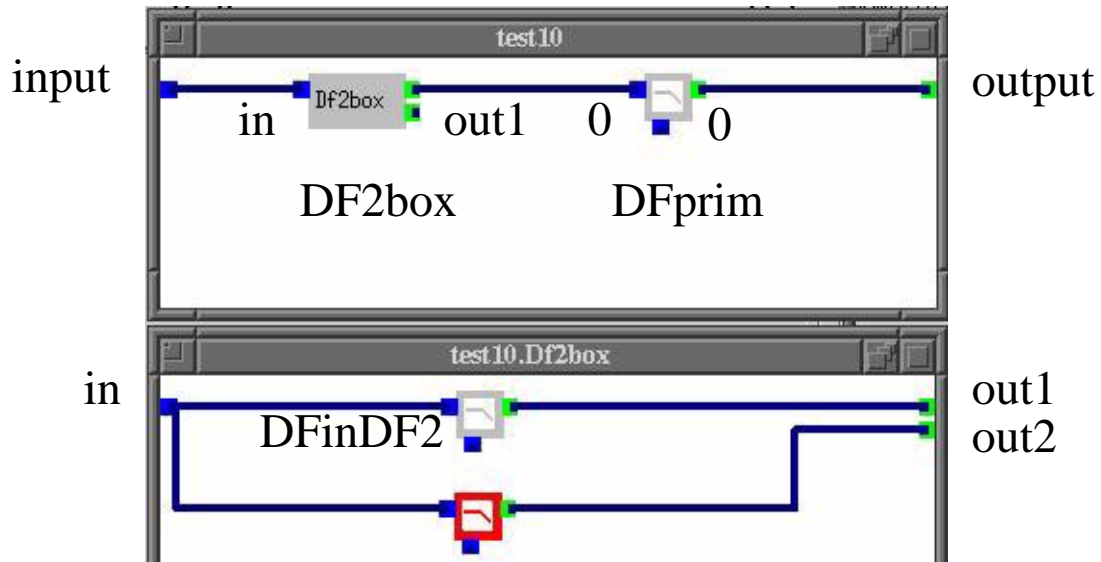 test10
input
output
Df2box
in
out1
0
0
DF2box
DFprim
test10.Df2box
in
out1
DFinDF2
out2